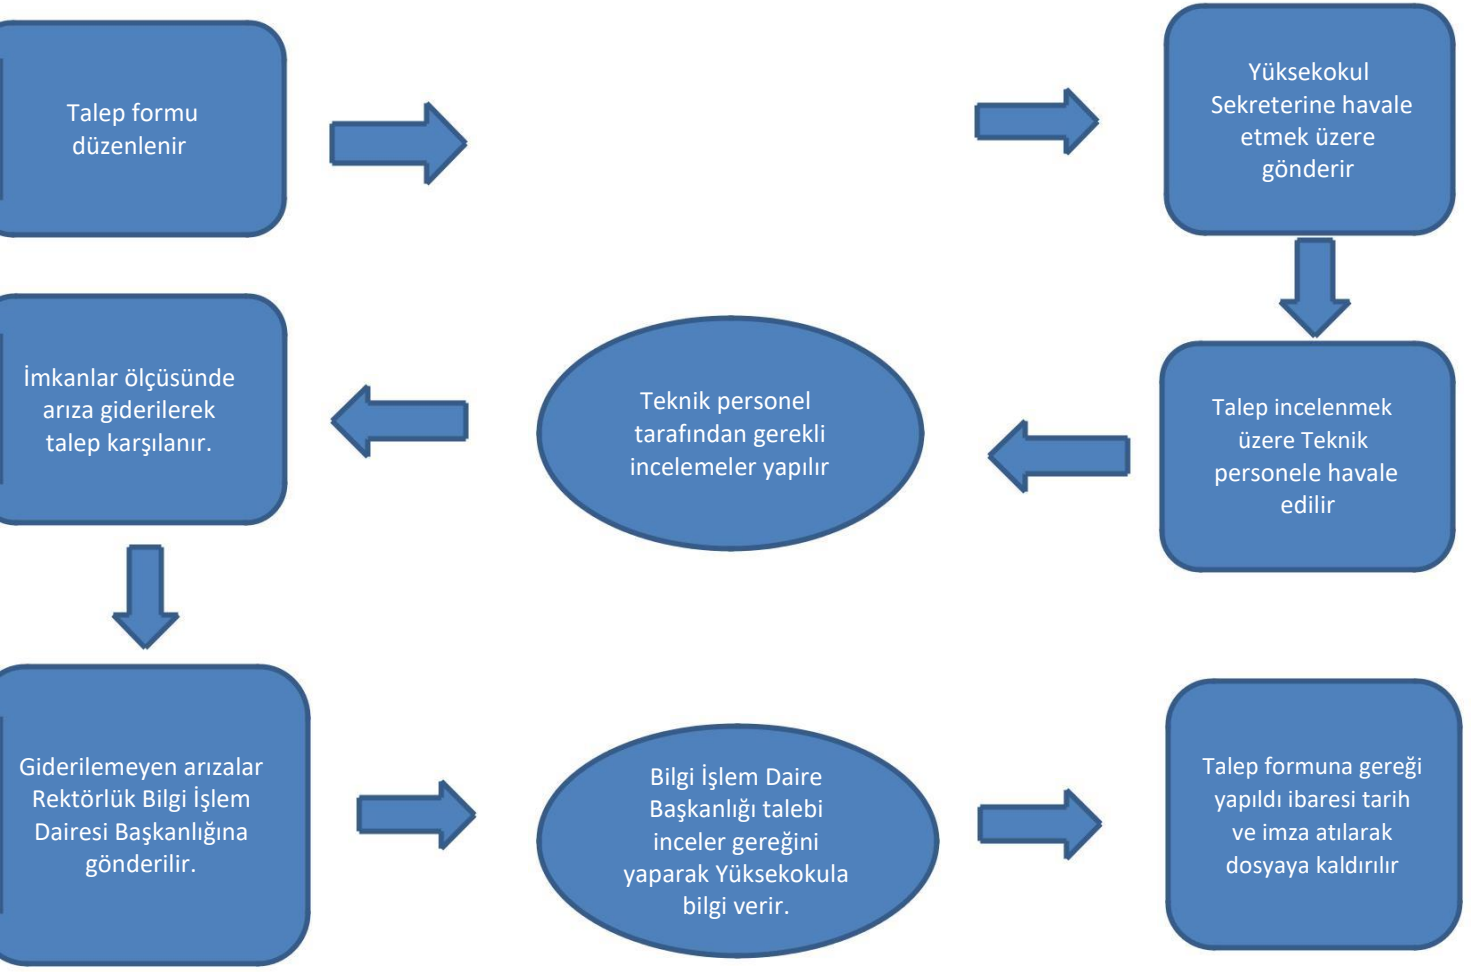 Talep formu
düzenlenir
Yüksekokul
Sekreterine havale
etmek üzere
gönderir
Talep incelenmek
üzere Teknik
personele havale
edilir
Teknik personel
tarafından gerekli
incelemeler yapılır
İmkanlar ölçüsünde
arıza giderilerek
talep karşılanır.
Giderilemeyen arızalar
Rektörlük Bilgi İşlem
Dairesi Başkanlığına
gönderilir.
Bilgi İşlem Daire
Başkanlığı talebi
inceler gereğini
yaparak Yüksekokula
bilgi verir.
Talep formuna gereği
yapıldı ibaresi tarih
ve imza atılarak
dosyaya kaldırılır